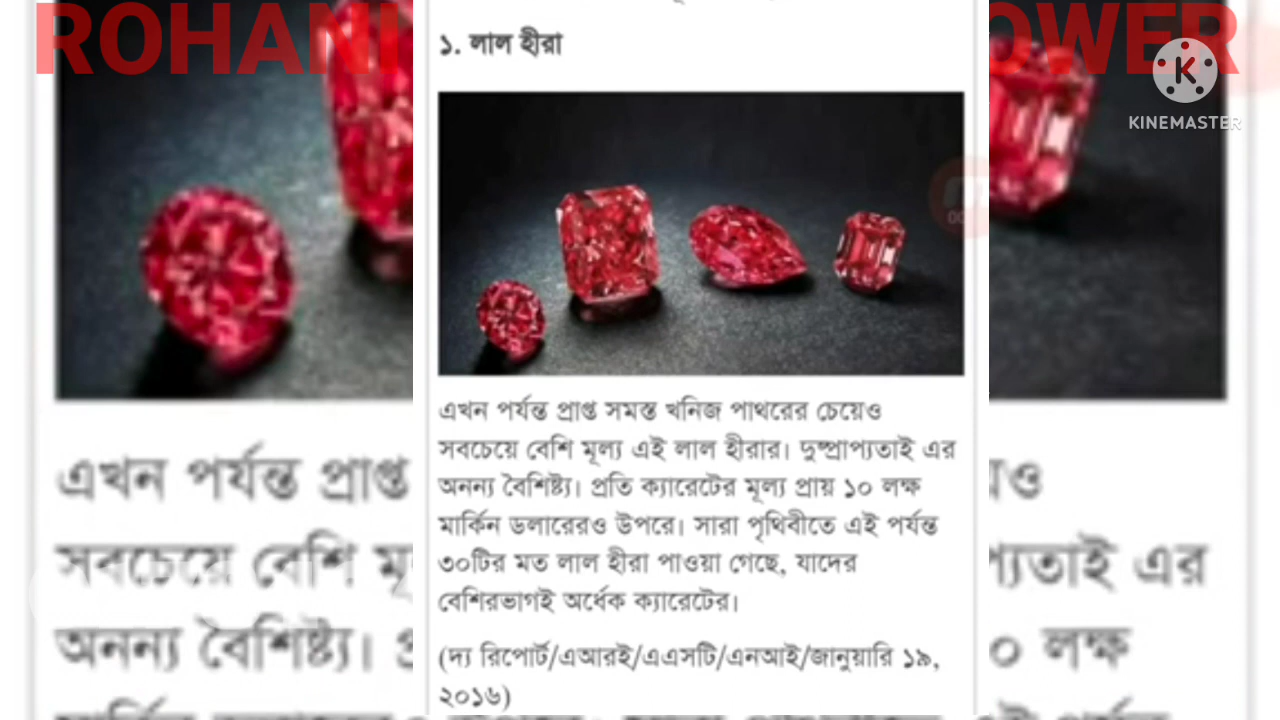 ROHANI
OWER
KINEMASTER
১. লাল হীরা
এখন পর্যন্ত প্রাপ্ত সমস্ত খনিজ পাথরের চেয়েও
সবচেয়ে বেশি মূল্য এই লাল হীরার। দুষ্প্রাপ্যতাই এর
অনন্য বৈশিষ্ট্য। প্রতি ক্যারেটের মূল্য প্রায় ১০ লক্ষ
মার্কিন ডলারেরও উপরে। সারা পৃথিবীতে এই পর্যন্ত
৩০টির মত লাল হীরা পাওয়া গেছে, যাদের
বেশিরভাগই অর্ধেক ক্যারেটের।
(দ্য রিপোর্ট/এআরই/এএসটি/এনআই/জানুয়ারি ১৯,
২০১৬)
এখন পর্যন্ত প্রাপ্ত
সবচেয়ে বেশি মূ
অনন্য বৈশিষ্ট্য।
য়েও
প্যতাই এর
০ লক্ষ